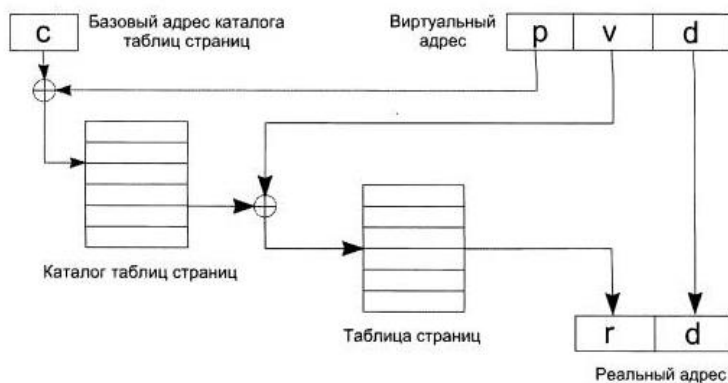 c
Базовый адрес каталога
таблиц страниц
Виртуальный
адрес
p v d
Каталог таблиц страниц
Таблица страниц
r d
Реальный адрес